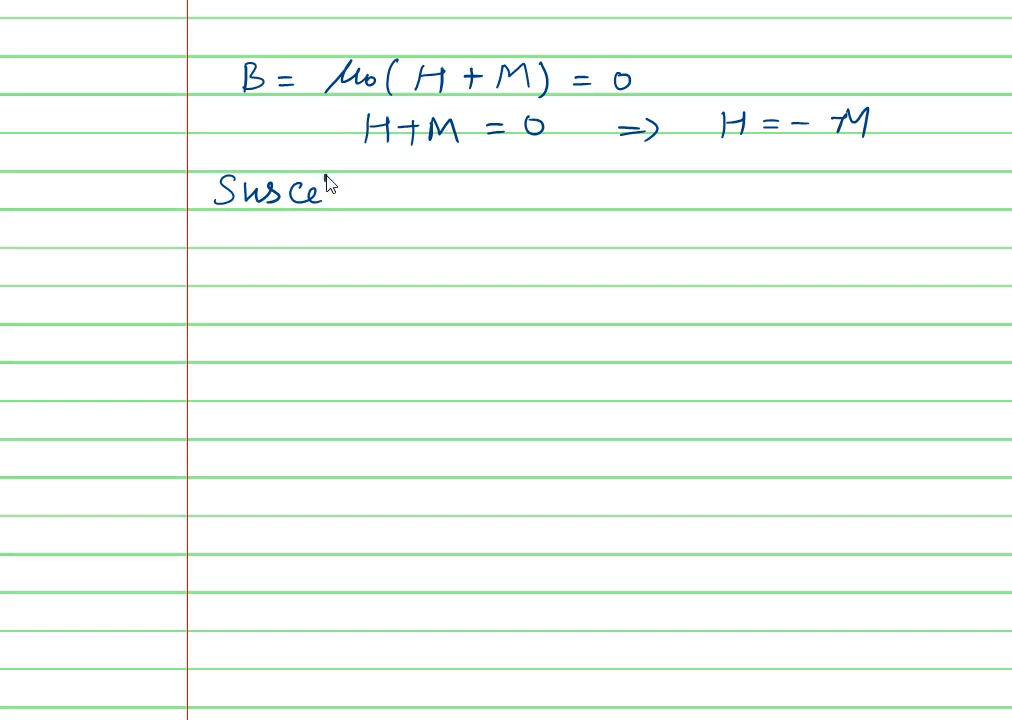 B = μ₀( H + M) = 0
H+M = 0 => H = - M
Susce